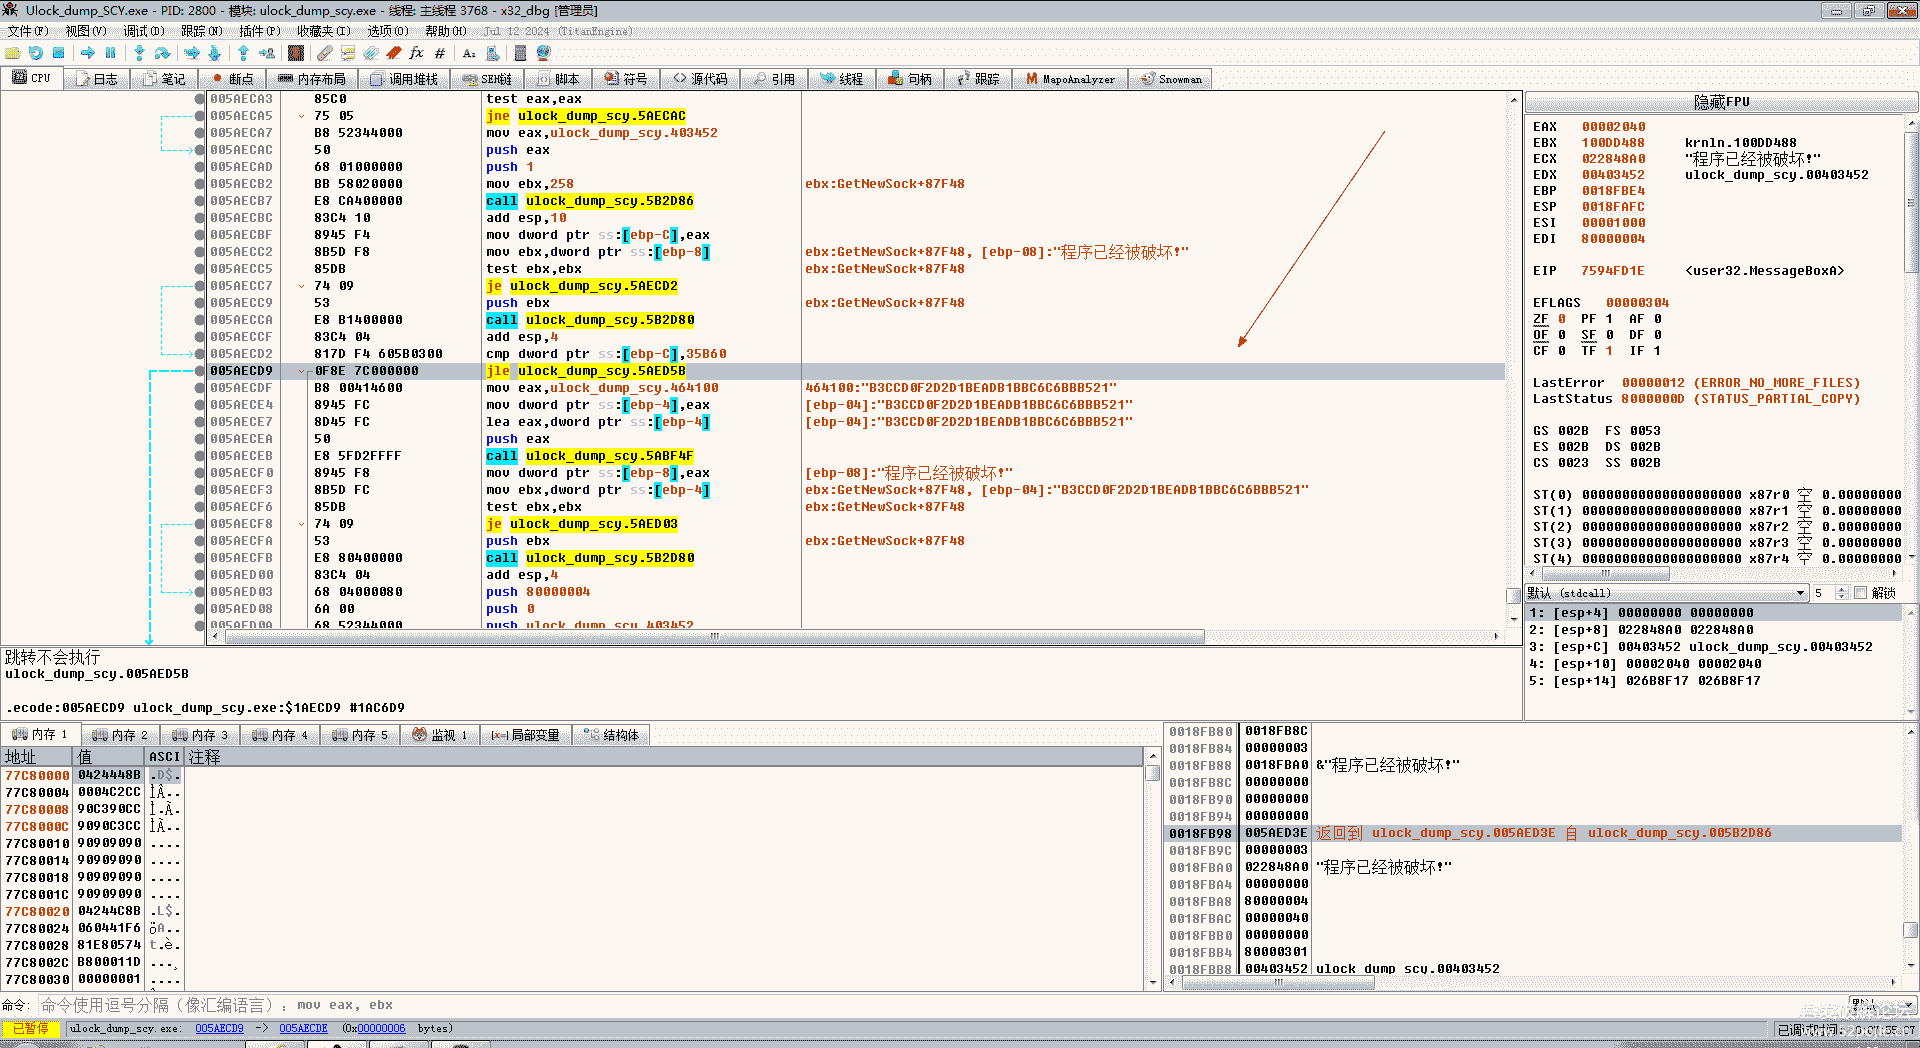 Ulock_dump_SCY.exe - PID: 2800 - 模块: ulock_dump_scy.exe - 线程: 主线程 3768 - x32_dbg [管理员]
文件(F) 视图(V) 调试(D) 跟踪(N) 插件(P) 收藏夹(I) 选项(O) 帮助(H) Jul 12 2024 (TitanEngine)
CPU 日志 笔记 断点 内存布局 调用堆栈 SEH链 脚本 符号 源代码 引用 线程 句柄 跟踪 MapoAnalyzer Snowman
005AECA3 85C0 test eax,eax
005AECA5 75 05 jne ulock_dump_scy.5AECAC
005AECA7 B8 52344000 mov eax,ulock_dump_scy.403452
005AECAC 50 push eax
005AECAD 68 01000000 push 1
005AECB2 BB 58020000 mov ebx,258 ebx:GetNewSock+87F48
005AECB7 E8 CA400000 call ulock_dump_scy.5B2D86
005AECBC 83C4 10 add esp,10
005AECBF 8945 F4 mov dword ptr ss:[ebp-C],eax
005AECC2 8B5D F8 mov ebx,dword ptr ss:[ebp-8] ebx:GetNewSock+87F48, [ebp-08]:"程序已经被破坏!"
005AECC5 85DB test ebx,ebx ebx:GetNewSock+87F48
005AECC7 74 09 je ulock_dump_scy.5AECD2
005AECC9 53 push ebx ebx:GetNewSock+87F48
005AECCA E8 B1400000 call ulock_dump_scy.5B2D80
005AECCF 83C4 04 add esp,4
005AECD2 817D F4 605B0300 cmp dword ptr ss:[ebp-C],35B60
005AECD9 0F8E 7C000000 jle ulock_dump_scy.5AED5B
005AECDF B8 00414600 mov eax,ulock_dump_scy.464100 464100:"B3CCD0F2D2D1BEADB1BBC6C6BBB521"
005AECE4 8945 FC mov dword ptr ss:[ebp-4],eax [ebp-04]:"B3CCD0F2D2D1BEADB1BBC6C6BBB521"
005AECE7 8D45 FC lea eax,dword ptr ss:[ebp-4] [ebp-04]:"B3CCD0F2D2D1BEADB1BBC6C6BBB521"
005AECEA 50 push eax
005AECEB E8 5FD2FFFF call ulock_dump_scy.5ABF4F
005AECF0 8945 F8 mov dword ptr ss:[ebp-8],eax [ebp-08]:"程序已经被破坏!"
005AECF3 8B5D FC mov ebx,dword ptr ss:[ebp-4] ebx:GetNewSock+87F48, [ebp-04]:"B3CCD0F2D2D1BEADB1BBC6C6BBB521"
005AECF6 85DB test ebx,ebx ebx:GetNewSock+87F48
005AECF8 74 09 je ulock_dump_scy.5AED03
005AECFA 53 push ebx ebx:GetNewSock+87F48
005AECFB E8 80400000 call ulock_dump_scy.5B2D80
005AED00 83C4 04 add esp,4
005AED03 68 04000080 push 80000004
005AED08 6A 00 push 0
005AED0A 68 52344000 push ulock_dump_scy.403452
隐藏FPU
EAX 00002040
EBX 100DD488 krnln.100DD488
ECX 022848A0 "程序已经被破坏!"
EDX 00403452 ulock_dump_scy.00403452
EBP 0018FBE4
ESP 0018FAFC
ESI 00001000
EDI 80000004
EIP 7594FD1E <user32.MessageBoxA>
EFLAGS 00000304
ZF 0 PF 1 AF 0
OF 0 SF 0 DF 0
CF 0 TF 1 IF 1
LastError 00000012 (ERROR_NO_MORE_FILES)
LastStatus 8000000D (STATUS_PARTIAL_COPY)
GS 002B FS 0053
ES 002B DS 002B
CS 0023 SS 002B
ST(0) 00000000000000000000 x87r0 空 0.00000000
ST(1) 00000000000000000000 x87r1 空 0.00000000
ST(2) 00000000000000000000 x87r2 空 0.00000000
ST(3) 00000000000000000000 x87r3 空 0.00000000
ST(4) 00000000000000000000 x87r4 空 0.00000000
默认 (stdcall) 5 解锁
1: [esp+4] 00000000 00000000
2: [esp+8] 022848A0 022848A0
3: [esp+C] 00403452 ulock_dump_scy.00403452
4: [esp+10] 00002040 00002040
5: [esp+14] 026B8F17 026B8F17
跳转不会执行
ulock_dump_scy.005AED5B
.ecode:005AECD9 ulock_dump_scy.exe:$1AECD9 #1AC6D9
内存 1 内存 2 内存 3 内存 4 内存 5 监视 1 局部变量 结构体
地址 值 ASCI 注释
77C80000 0424448B .D$.
77C80004 0004C2CC ÌÂ..
77C80008 90C390CC Ì.Ã.
77C8000C 9090C3CC ÌÃ..
77C80010 90909090 ....
77C80014 90909090 ....
77C80018 90909090 ....
77C8001C 90909090 ....
77C80020 04244C8B .L$.
77C80024 060441F6 öA..
77C80028 81E80574 t.è.
77C8002C B800011D ...¸
77C80030 00000001 ....
0018FB80 0018FB8C
0018FB84 00000003
0018FB88 0018FBA0 &"程序已经被破坏!"
0018FB8C 00000000
0018FB90 00000000
0018FB94 00000000
0018FB98 005AED3E 返回到 ulock_dump_scy.005AED3E 自 ulock_dump_scy.005B2D86
0018FB9C 00000003
0018FBA0 022848A0 "程序已经被破坏!"
0018FBA4 00000000
0018FBA8 80000004
0018FBAC 00000040
0018FBB0 00000000
0018FBB4 80000301
0018FBB8 00403452 ulock_dump_scy.00403452
命令: 命令使用逗号分隔（像汇编语言）: mov eax, ebx
已暂停 ulock_dump_scy.exe: 005AECD9 -> 005AECDE (0x00000006 bytes)
已调试时间: